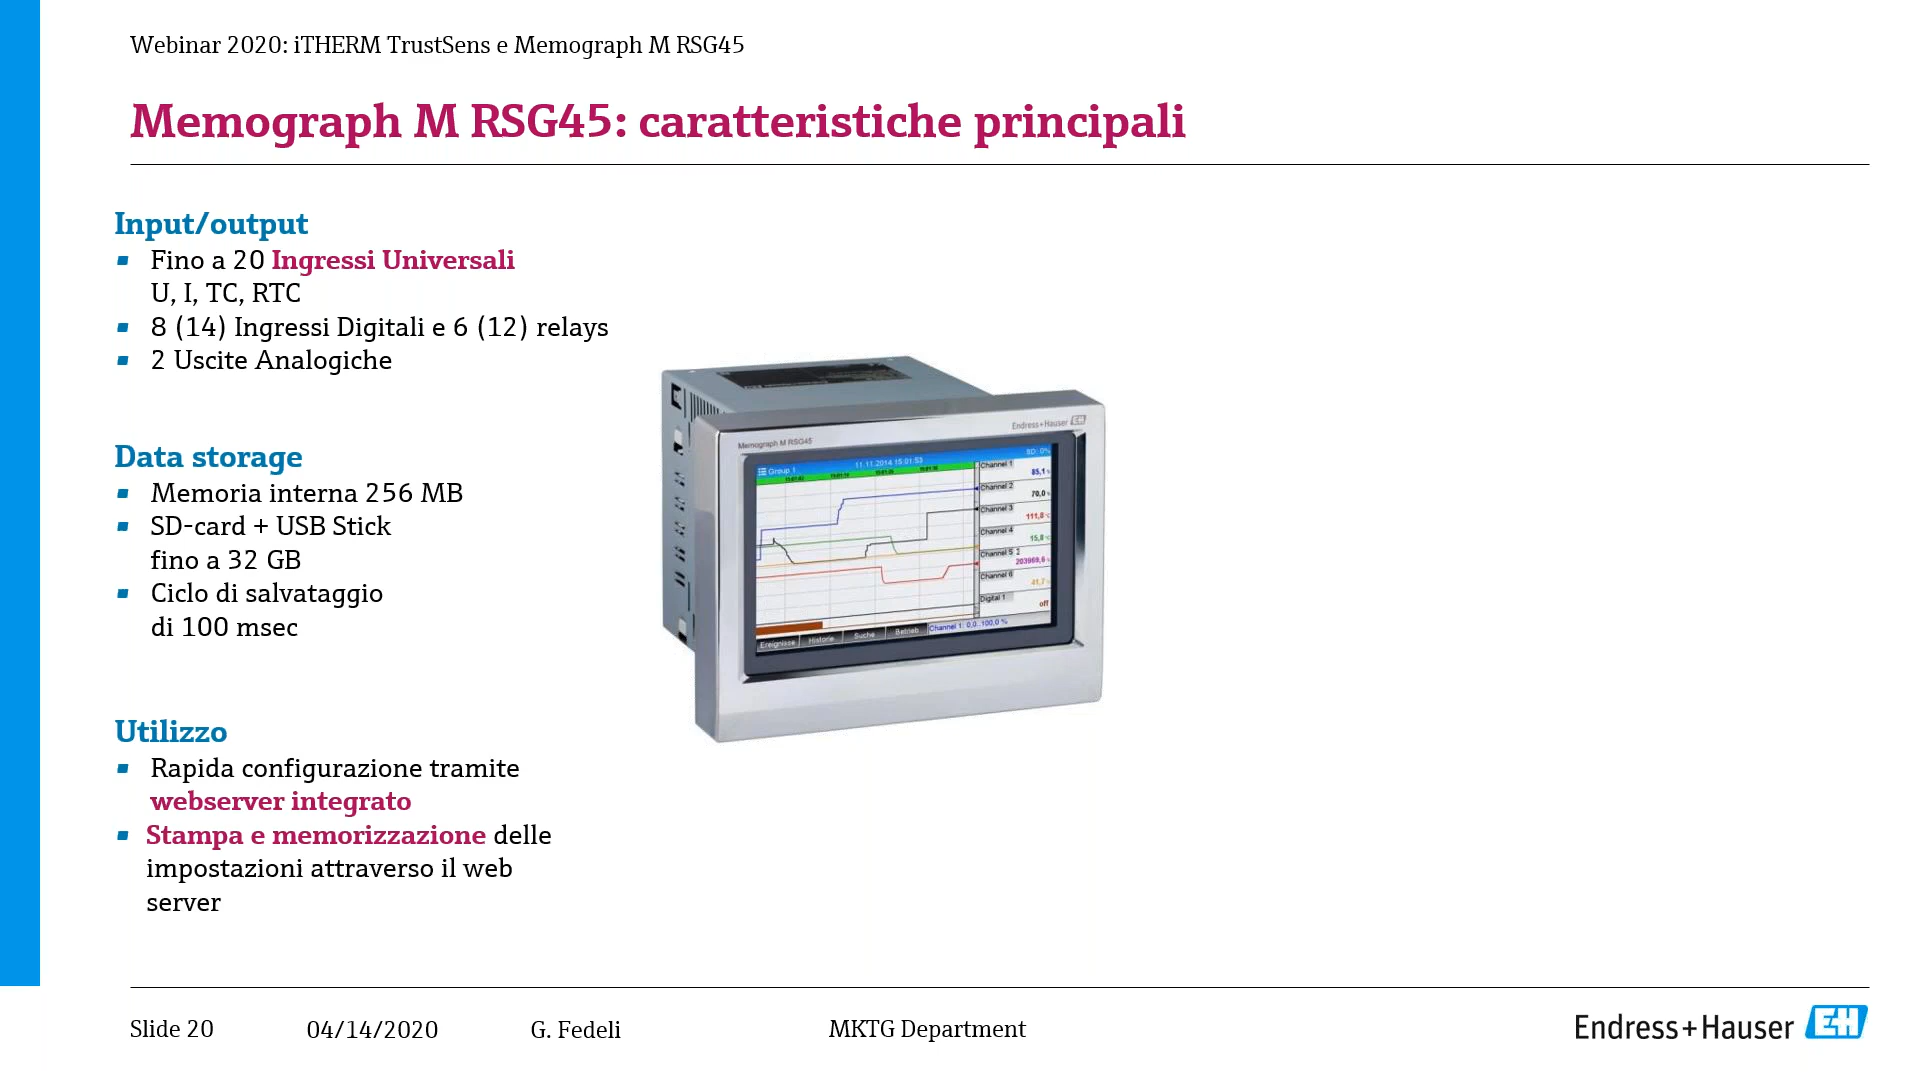 Webinar 2020: iTHERM TrustSens e Memograph M RSG45
Memograph M RSG45: caratteristiche principali
Input/output
Fino a 20 Ingressi Universali
U, I, TC, RTC
8 (14) Ingressi Digitali e 6 (12) relays
2 Uscite Analogiche
Data storage
Memoria interna 256 MB
SD-card + USB Stick
fino a 32 GB
Ciclo di salvataggio
di 100 msec
Utilizzo
Rapida configurazione tramite
webserver integrato
Stampa e memorizzazione delle
impostazioni attraverso il web
server
Endress+Hauser EH
Memograph M RSG45
Group 1
11.11.2014 15:01:53
SD: 0%
Channel 1
85,1
Channel 2
70,0
Channel 3
111,8
Channel 4
15,8
Channel 5
203969,6
Channel 6
41,7
Digital 1
off
Ereignisse Historie Suche Betrieb Channel 1: 0,0..100,0 %
Slide 20 04/14/2020 G. Fedeli MKTG Department
Endress+Hauser EH